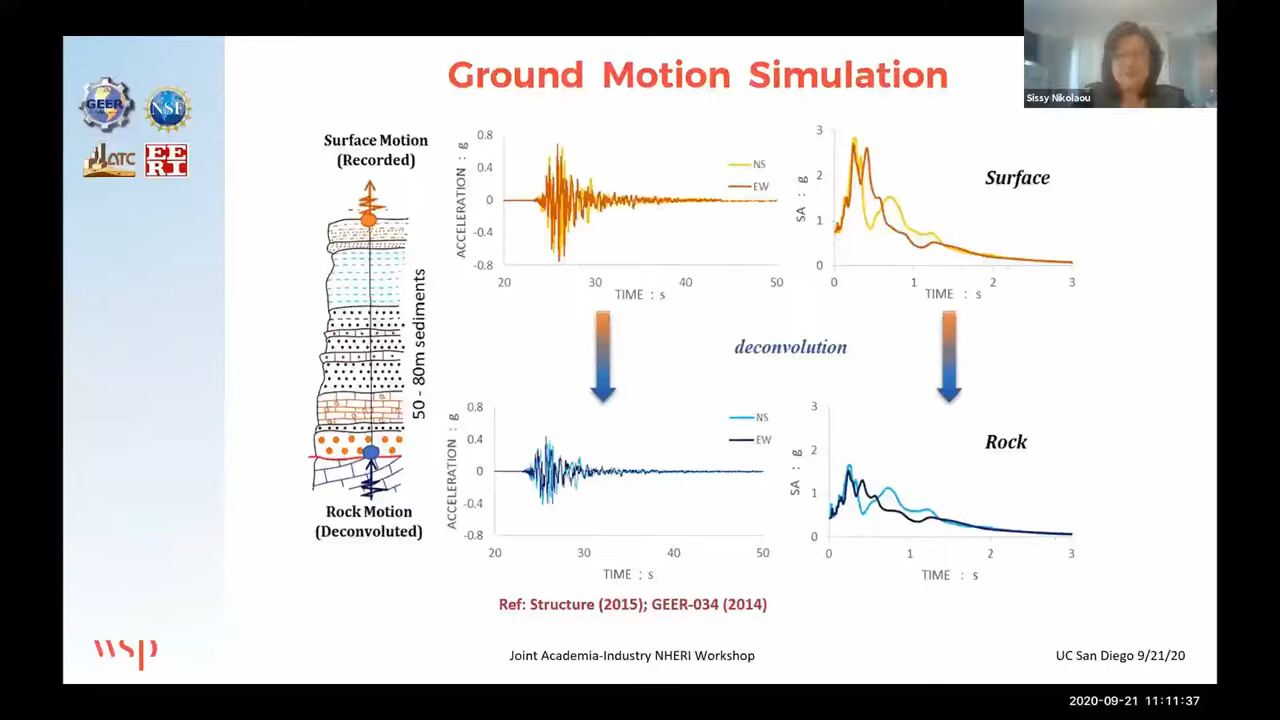 Ground Motion Simulation
Sissy Nikolaou
GEER
NSF
ATC
EE
RI
Surface Motion
(Recorded)
50 - 80m sediments
Rock Motion
(Deconvoluted)
ACCELERATION : g
0.8
0.4
0
-0.4
-0.8
20
30
40
50
TIME : s
NS
EW
SA : g
3
2
1
0
0
1
2
3
TIME : s
Surface
deconvolution
ACCELERATION : g
0.8
0.4
0
-0.4
-0.8
20
30
40
50
TIME : s
NS
EW
SA : g
3
2
1
0
0
1
2
3
TIME : s
Rock
Ref: Structure (2015); GEER-034 (2014)
wsp
Joint Academia-Industry NHERI Workshop
UC San Diego 9/21/20
2020-09-21 11:11:37